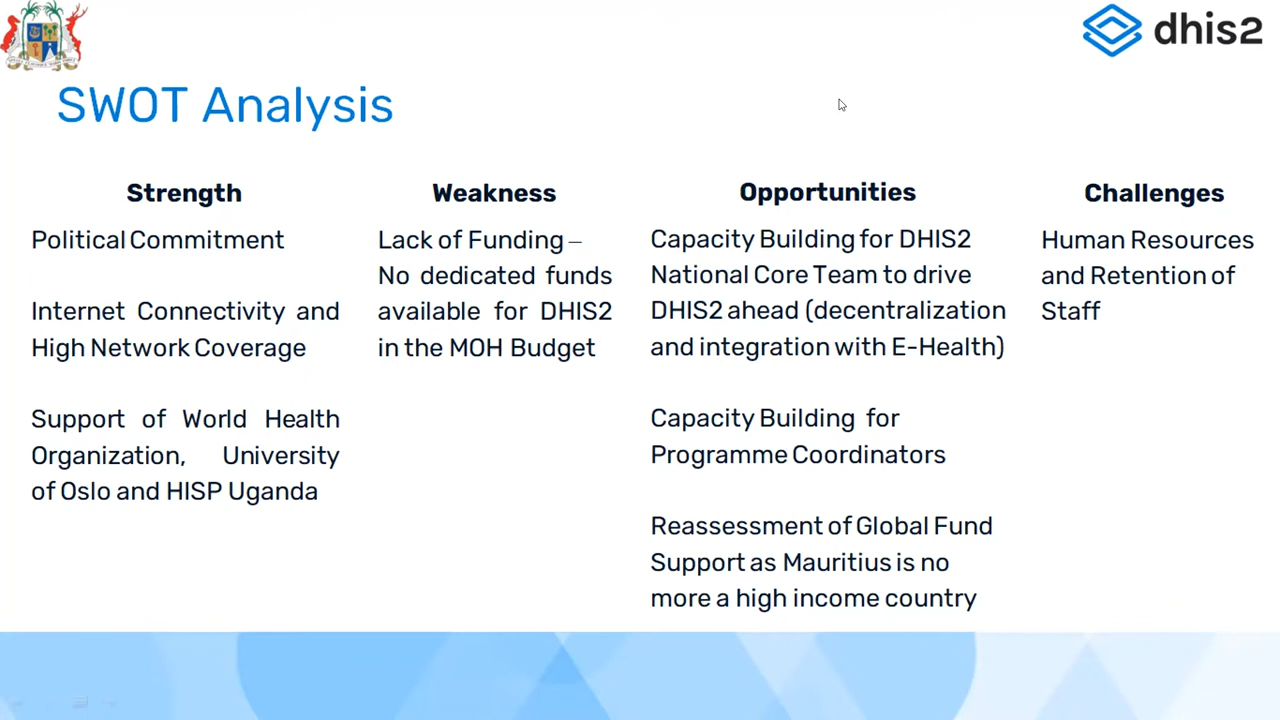 dhis2
SWOT Analysis
Strength
Political Commitment
Internet Connectivity and
High Network Coverage
Support of World Health
Organization, University
of Oslo and HISP Uganda
Weakness
Lack of Funding –
No dedicated funds
available for DHIS2
in the MOH Budget
Opportunities
Capacity Building for DHIS2
National Core Team to drive
DHIS2 ahead (decentralization
and integration with E-Health)
Capacity Building for
Programme Coordinators
Reassessment of Global Fund
Support as Mauritius is no
more a high income country
Challenges
Human Resources
and Retention of
Staff